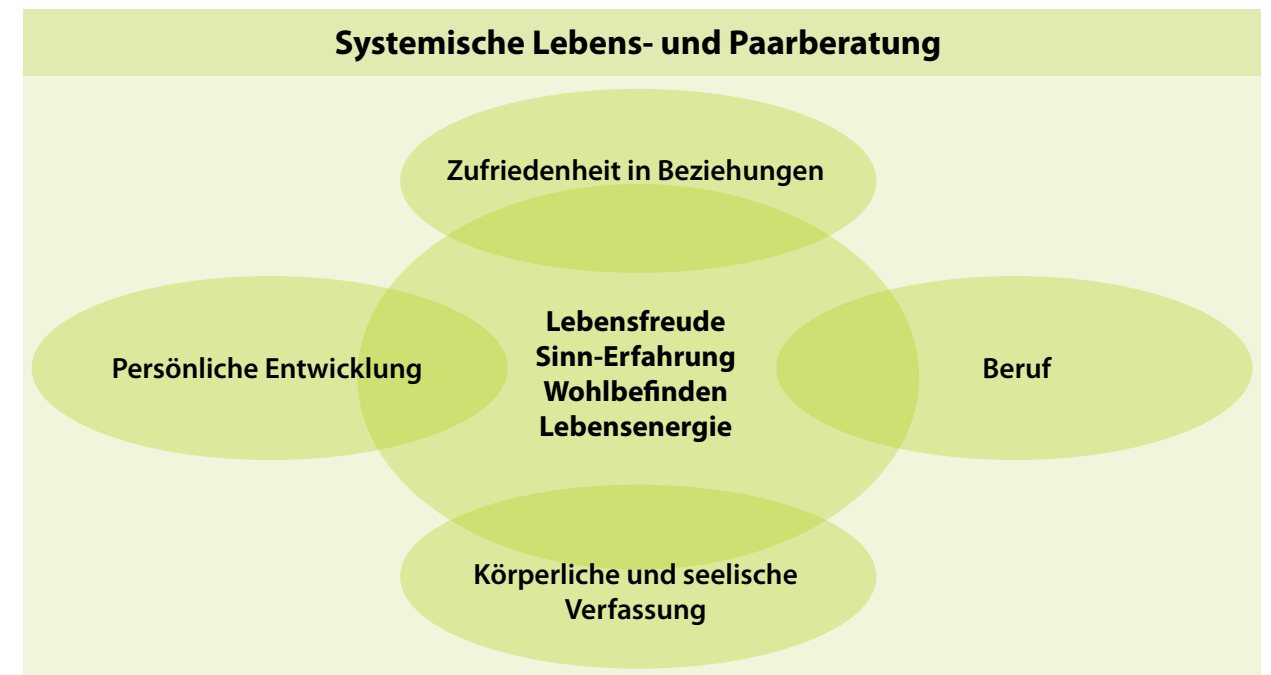 Systemische Lebens- und Paarberatung
Zufriedenheit in Beziehungen
Persönliche Entwicklung
Lebensfreude
Sinn-Erfahrung
Wohlbefinden
Lebensenergie
Beruf
Körperliche und seelische
Verfassung